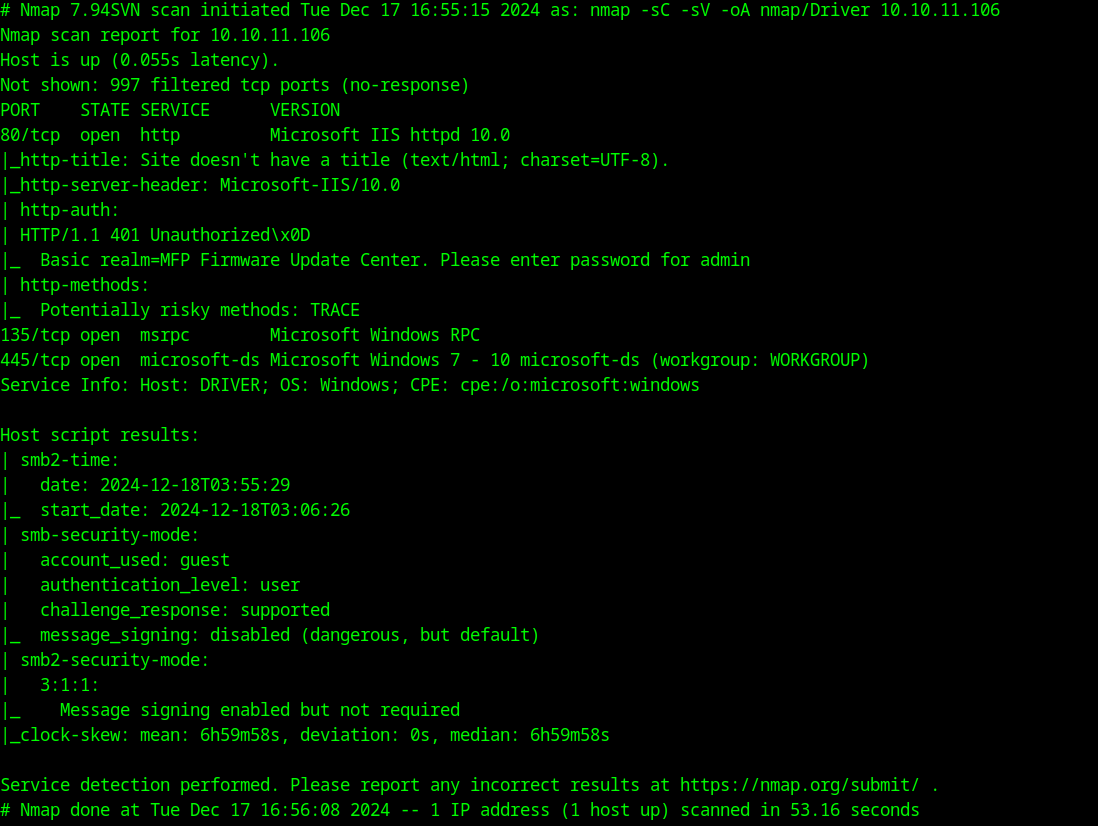 # Nmap 7.94SVN scan initiated Tue Dec 17 16:55:15 2024 as: nmap -sC -sV -oA nmap/Driver 10.10.11.106
Nmap scan report for 10.10.11.106
Host is up (0.055s latency).
Not shown: 997 filtered tcp ports (no-response)
PORT    STATE SERVICE      VERSION
80/tcp  open  http         Microsoft IIS httpd 10.0
|_http-title: Site doesn't have a title (text/html; charset=UTF-8).
|_http-server-header: Microsoft-IIS/10.0
| http-auth:
| HTTP/1.1 401 Unauthorized\x0D
|_  Basic realm=MFP Firmware Update Center. Please enter password for admin
| http-methods:
|_  Potentially risky methods: TRACE
135/tcp open  msrpc        Microsoft Windows RPC
445/tcp open  microsoft-ds Microsoft Windows 7 - 10 microsoft-ds (workgroup: WORKGROUP)
Service Info: Host: DRIVER; OS: Windows; CPE: cpe:/o:microsoft:windows

Host script results:
| smb2-time:
|   date: 2024-12-18T03:55:29
|_  start_date: 2024-12-18T03:06:26
| smb-security-mode:
|   account_used: guest
|   authentication_level: user
|   challenge_response: supported
|_  message_signing: disabled (dangerous, but default)
| smb2-security-mode:
|   3:1:1:
|_    Message signing enabled but not required
|_clock-skew: mean: 6h59m58s, deviation: 0s, median: 6h59m58s

Service detection performed. Please report any incorrect results at https://nmap.org/submit/ .
# Nmap done at Tue Dec 17 16:56:08 2024 -- 1 IP address (1 host up) scanned in 53.16 seconds